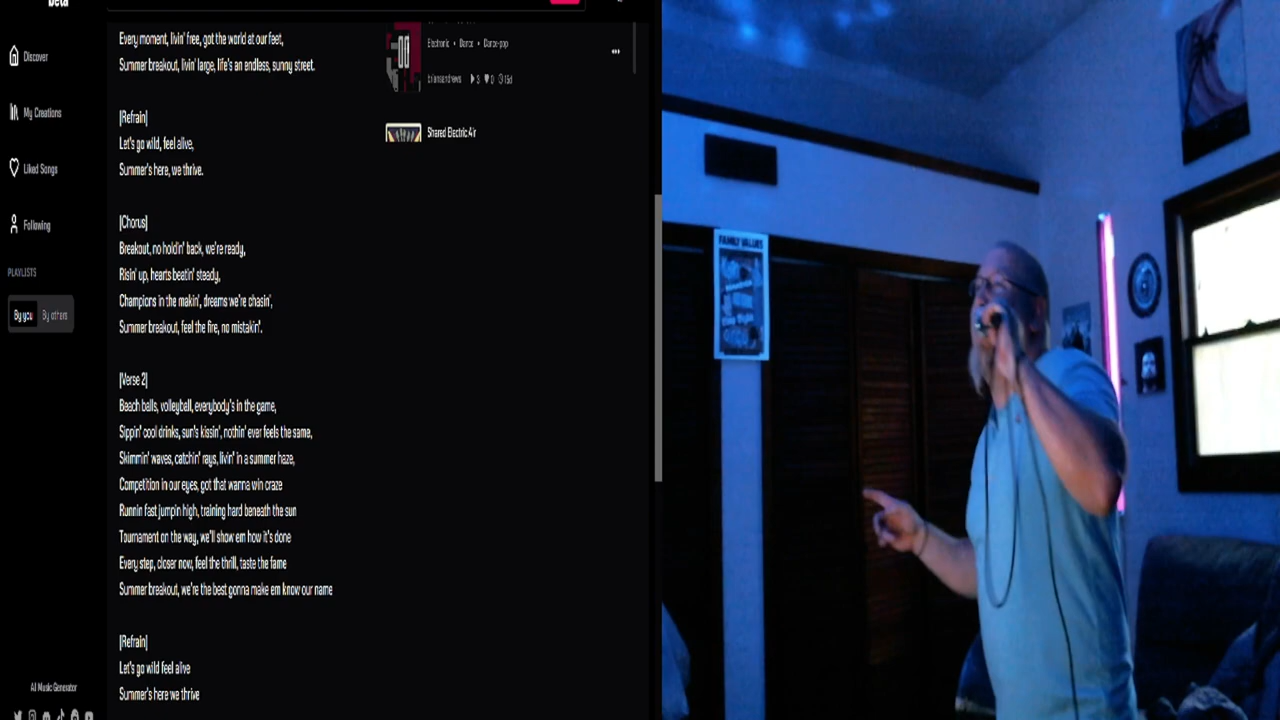 beta
Discover
My Creations
Liked Songs
Following
PLAYLISTS
By you By others
AI Music Generator
Every moment, livin' free, got the world at our feet,
Summer breakout, livin' large, life's an endless, sunny street.
[Refrain]
Let's go wild, feel alive,
Summer's here, we thrive.
[Chorus]
Breakout, no holdin' back, we're ready,
Risin' up, hearts beatin' steady,
Champions in the makin', dreams we're chasin',
Summer breakout, feel the fire, no mistakin'.
[Verse 2]
Beach balls, volleyball, everybody's in the game,
Sippin' cool drinks, sun's kissin', nothin' ever feels the same,
Skimmin' waves, catchin' rays, livin' in a summer haze,
Competition in our eyes, got that wanna win craze
Runnin fast jumpin high, training hard beneath the sun
Tournament on the way, we'll show em how it's done
Every step, closer now, feel the thrill, taste the fame
Summer breakout, we're the best gonna make em know our name
[Refrain]
Let's go wild feel alive
Summer's here we thrive
Electronic • Dance • Dance-pop
brianandrews 3 0 15d
Shared Electric Air
FAMILY VALUES